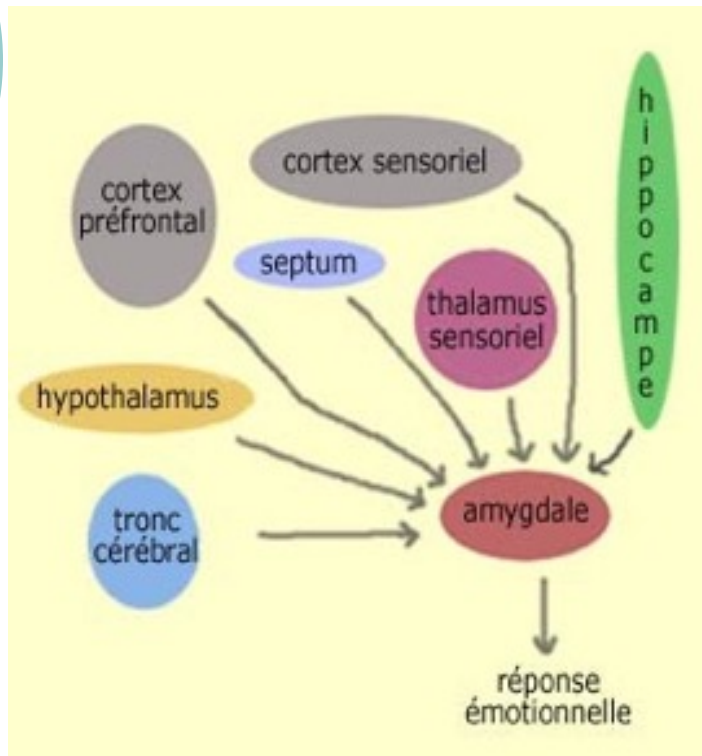 cortex
préfrontal
cortex sensoriel
hippocampe
septum
thalamus
sensoriel
hypothalamus
tronc
cérébral
amygdale
réponse
émotionnelle